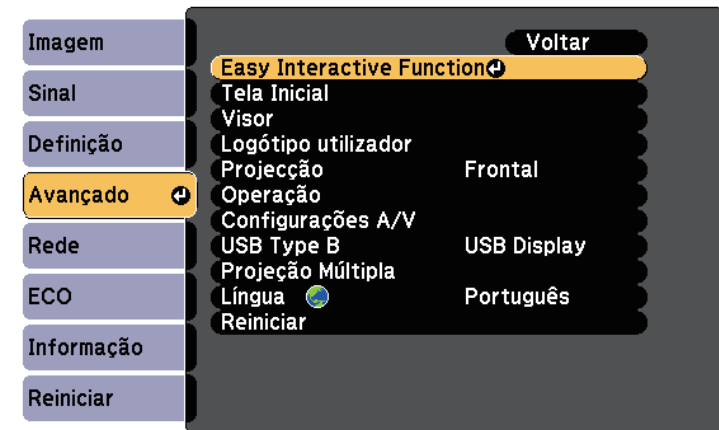 Imagem
Sinal
Definição
Avançado
Rede
ECO
Informação
Reiniciar
Voltar
Easy Interactive Function
Tela Inicial
Visor
Logótipo utilizador
Projecção Frontal
Operação
Configurações A/V
USB Type B USB Display
Projeção Múltipla
Língua Português
Reiniciar